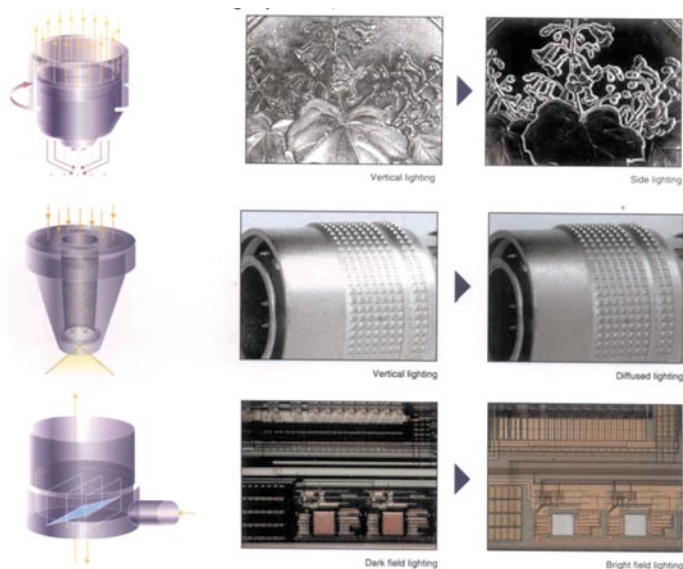 Vertical lighting
Side lighting
Vertical lighting
Diffused lighting
Dark field lighting
Bright field lighting